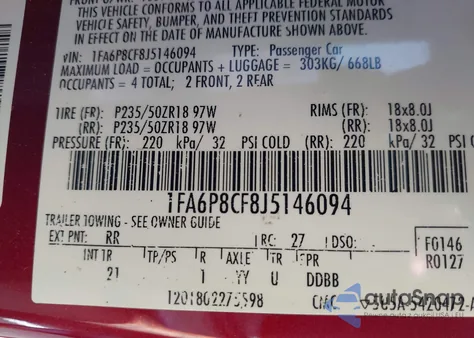 VEHICLE SAFETY, BUMPER, AND THEFT PREVENTION STANDARDS
IN EFFECT ON THE DATE OF MANUFACTURE SHOWN ABOVE.
VIN: 1FA6P8CF8J5146094 TYPE: Passenger Car
MAXIMUM LOAD = OCCUPANTS + LUGGAGE = 303KG/ 668LB
OCCUPANTS = 4 TOTAL; 2 FRONT, 2 REAR
TIRE (FR): P235/50ZR18 97W RIMS (FR): 18x8.0J
(RR): P235/50ZR18 97W (RR): 18x8.0J
PRESSURE (FR): 220 kPa/ 32 PSI COLD (RR): 220 kPa/ 32 PSI COLD
1FA6P8CF8J5146094
TRAILER TOWING - SEE OWNER GUIDE
EXT PNT: RR RC: 27 DSO: FG146
INT TR TP/PS R AXLE TR SPR R0127
21 1 YY U DDBB
autoSnap